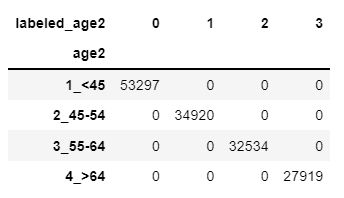 labeled_age2 0 1 2 3
age2
1_<45 53297 0 0 0
2_45-54 0 34920 0 0
3_55-64 0 0 32534 0
4_>64 0 0 0 27919